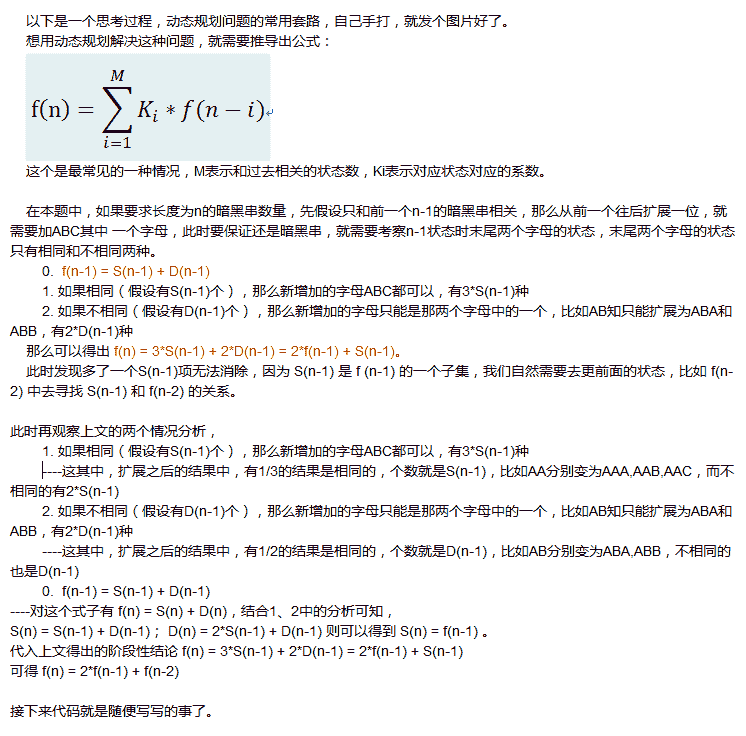 以下是一个思考过程，动态规划问题的常用套路，自己手打，就发个图片好了。
想用动态规划解决这种问题，就需要推导出公式：
f(n) = \sum_{i=1}^{M} K_i * f(n − i)
这个是最常见的一种情况，M表示和过去相关的状态数，Ki表示对应状态对应的系数。
在本题中，如果要求长度为n的暗黑串数量，先假设只和前一个n-1的暗黑串相关，那么从前一个往后扩展一位，就
需要加ABC其中 一个字母，此时要保证还是暗黑串，就需要考察n-1状态时末尾两个字母的状态，末尾两个字母的状态
只有相同和不相同两种。
0. f(n-1) = S(n-1) + D(n-1)
1. 如果相同（假设有S(n-1)个），那么新增加的字母ABC都可以，有3*S(n-1)种
2. 如果不相同（假设有D(n-1)个），那么新增加的字母只能是那两个字母中的一个，比如AB知只能扩展为ABA和
ABB，有2*D(n-1)种
那么可以得出 f(n) = 3*S(n-1) + 2*D(n-1) = 2*f(n-1) + S(n-1)。
此时发现多了一个S(n-1)项无法消除，因为 S(n-1) 是 f (n-1) 的一个子集，我们自然需要去更前面的状态，比如 f(n-
2) 中去寻找 S(n-1) 和 f(n-2) 的关系。
此时再观察上文的两个情况分析，
1. 如果相同（假设有S(n-1)个），那么新增加的字母ABC都可以，有3*S(n-1)种
----这其中，扩展之后的结果中，有1/3的结果是相同的，个数就是S(n-1)，比如AA分别变为AAA,AAB,AAC，而不
相同的有2*S(n-1)
2. 如果不相同（假设有D(n-1)个），那么新增加的字母只能是那两个字母中的一个，比如AB知只能扩展为ABA和
ABB，有2*D(n-1)种
----这其中，扩展之后的结果中，有1/2的结果是相同的，个数就是D(n-1)，比如AB分别变为ABA,ABB，不相同的
也是D(n-1)
0. f(n-1) = S(n-1) + D(n-1)
----对这个式子有 f(n) = S(n) + D(n)，结合1、2中的分析可知，
S(n) = S(n-1) + D(n-1)； D(n) = 2*S(n-1) + D(n-1) 则可以得到 S(n) = f(n-1) 。
代入上文得出的阶段性结论 f(n) = 3*S(n-1) + 2*D(n-1) = 2*f(n-1) + S(n-1)
可得 f(n) = 2*f(n-1) + f(n-2)
接下来代码就是随便写写的事了。